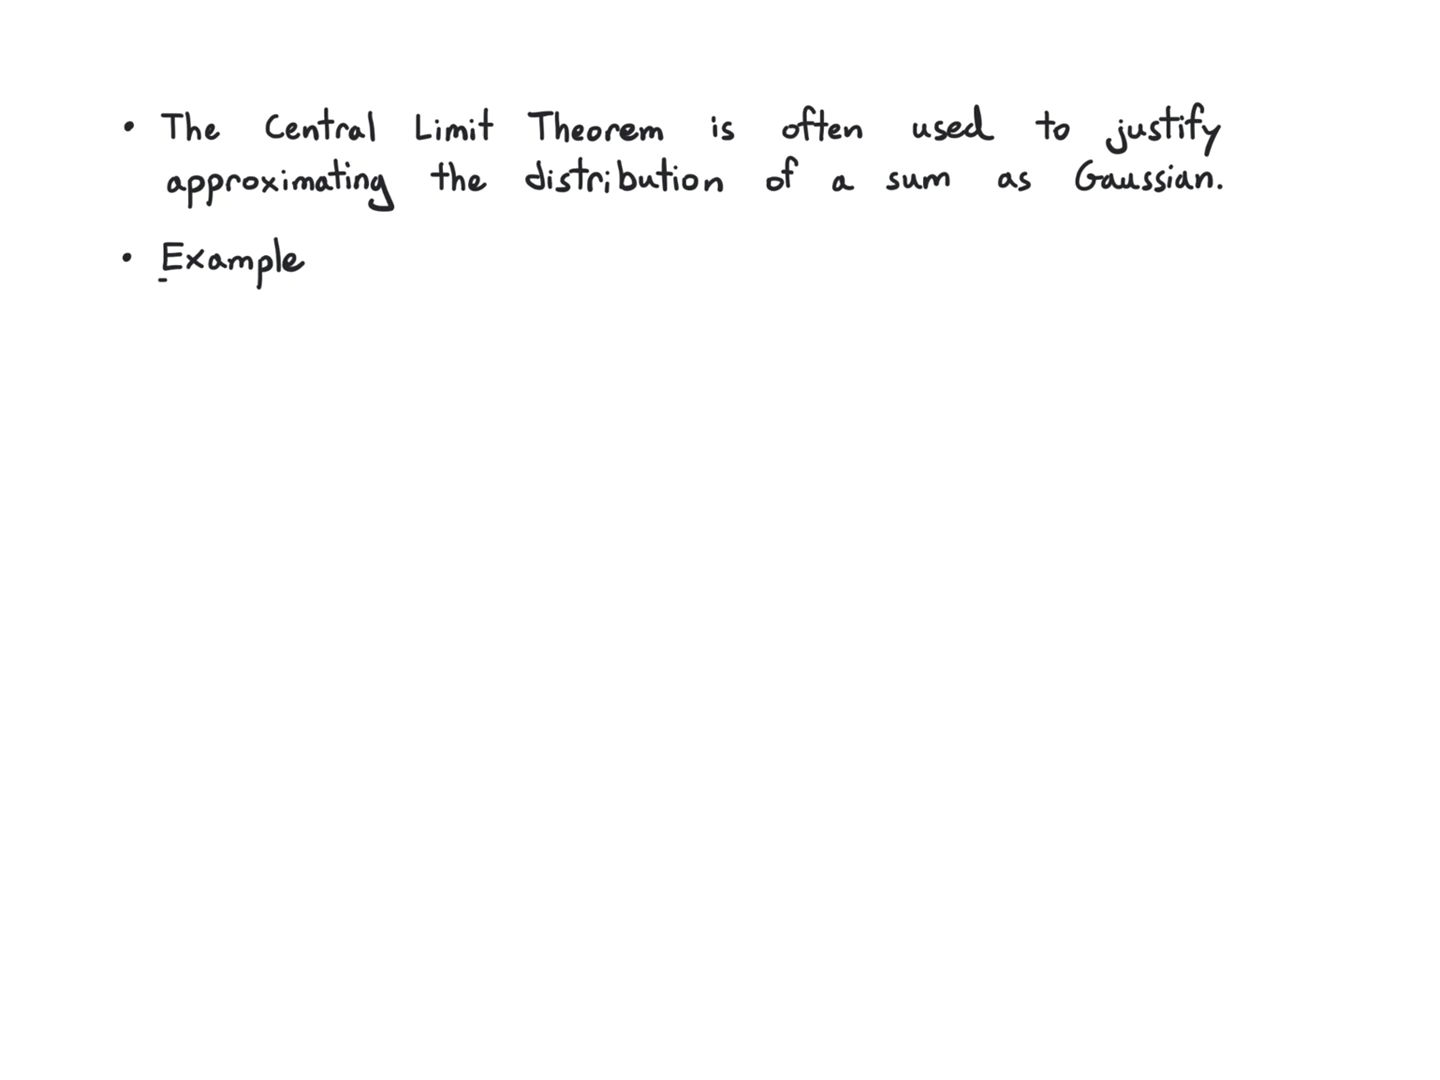 • The Central Limit Theorem is often used to justify
approximating the distribution of a sum as Gaussian.
• Example